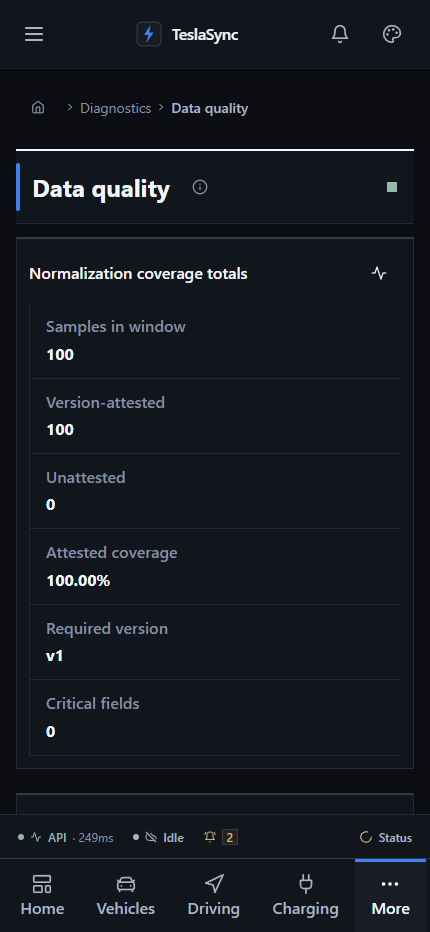 TeslaSync
Diagnostics
Data quality
Data quality
Normalization coverage totals
Samples in window
100
Version-attested
100
Unattested
0
Attested coverage
100.00%
Required version
v1
Critical fields
0
API · 249ms
Idle
2
Status
Home
Vehicles
Driving
Charging
More